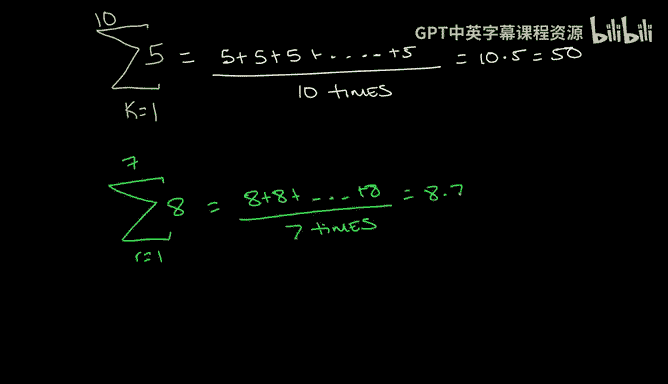 GPT中英字幕课程资源 bilibili
10
∑ 5 = 5+5+5+.....+5 = 10·5=50
K=1 10 TIMES
7
∑ 8 = 8+8+....+8 = 8·7
r=1 7 TIMES